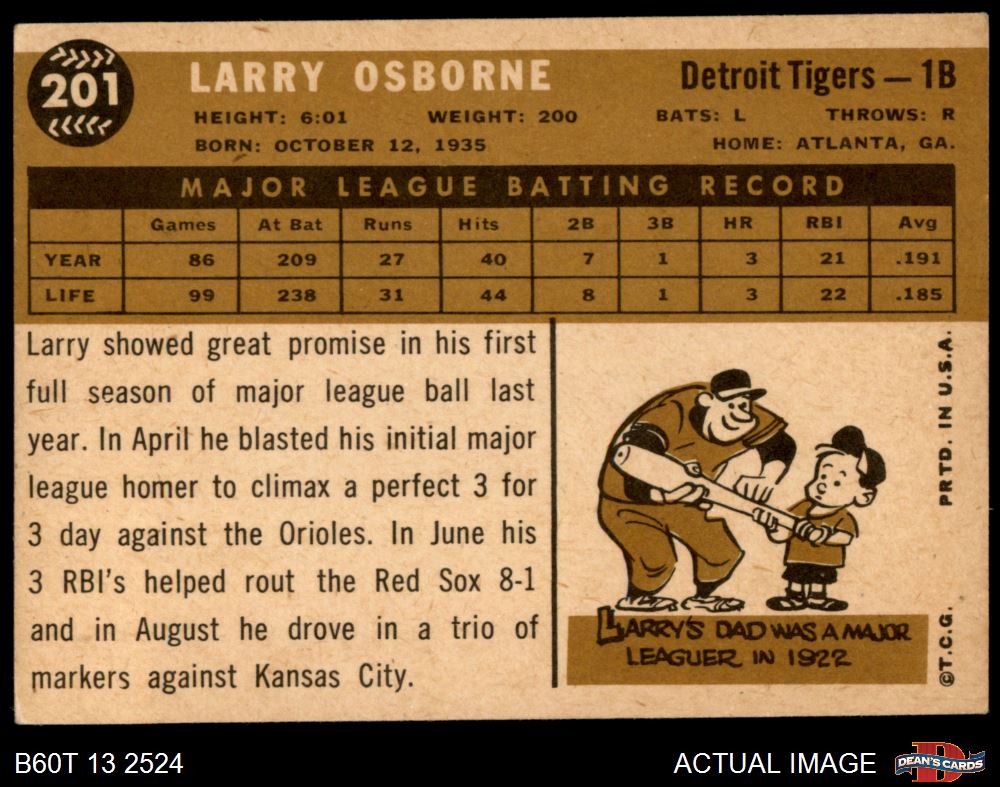 201
LARRY OSBORNE
Detroit Tigers — 1B
HEIGHT: 6:01 WEIGHT: 200 BATS: L THROWS: R
BORN: OCTOBER 12, 1935 HOME: ATLANTA, GA.
MAJOR LEAGUE BATTING RECORD
Games At Bat Runs Hits 2B 3B HR RBI Avg
YEAR 86 209 27 40 7 1 3 21 .191
LIFE 99 238 31 44 8 1 3 22 .185
Larry showed great promise in his first
full season of major league ball last
year. In April he blasted his initial major
league homer to climax a perfect 3 for
3 day against the Orioles. In June his
3 RBI's helped rout the Red Sox 8-1
and in August he drove in a trio of
markers against Kansas City.
LARRY'S DAD WAS A MAJOR
LEAGUER IN 1922
PRTD. IN U.S.A.
©T.C.G.
B60T 13 2524
ACTUAL IMAGE
D
DEAN'S CARDS